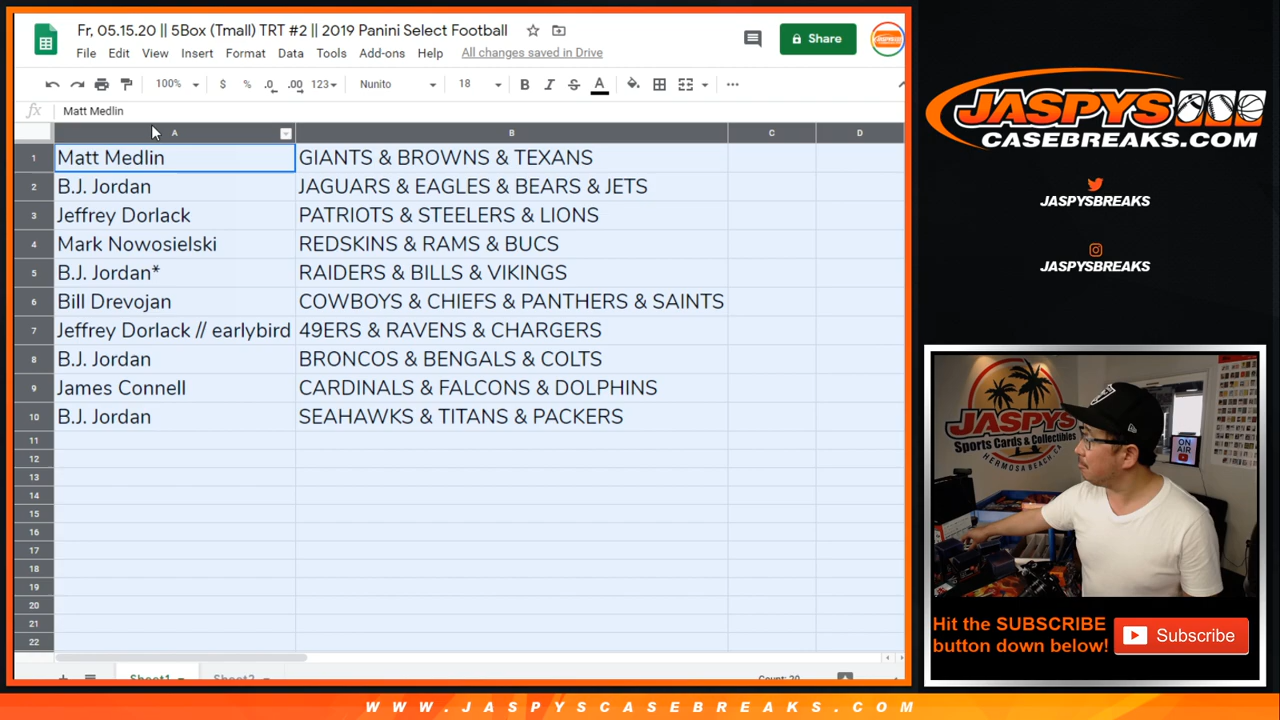 Fr, 05.15.20 || 5Box (Tmall) TRT #2 || 2019 Panini Select Football
File Edit View Insert Format Data Tools Add-ons Help All changes saved in Drive
Share
100% $ % .0 .00 123 Nunito 18 B I S A
fx Matt Medlin
A B C D
1 Matt Medlin GIANTS & BROWNS & TEXANS
2 B.J. Jordan JAGUARS & EAGLES & BEARS & JETS
3 Jeffrey Dorlack PATRIOTS & STEELERS & LIONS
4 Mark Nowosielski REDSKINS & RAMS & BUCS
5 B.J. Jordan* RAIDERS & BILLS & VIKINGS
6 Bill Drevojan COWBOYS & CHIEFS & PANTHERS & SAINTS
7 Jeffrey Dorlack // earlybird 49ERS & RAVENS & CHARGERS
8 B.J. Jordan BRONCOS & BENGALS & COLTS
9 James Connell CARDINALS & FALCONS & DOLPHINS
10 B.J. Jordan SEAHAWKS & TITANS & PACKERS
11
12
13
14
15
16
17
18
19
20
21
22
Sheet1 Sheet2 Count: 20
JASPYS
CASEBREAKS.COM
JASPYSBREAKS
JASPYSBREAKS
JASPYS
Sports Cards & Collectibles
HERMOSA BEACH, CA
ON AIR
Hit the SUBSCRIBE
button down below!
Subscribe
WWW.JASPYSCASEBREAKS.COM